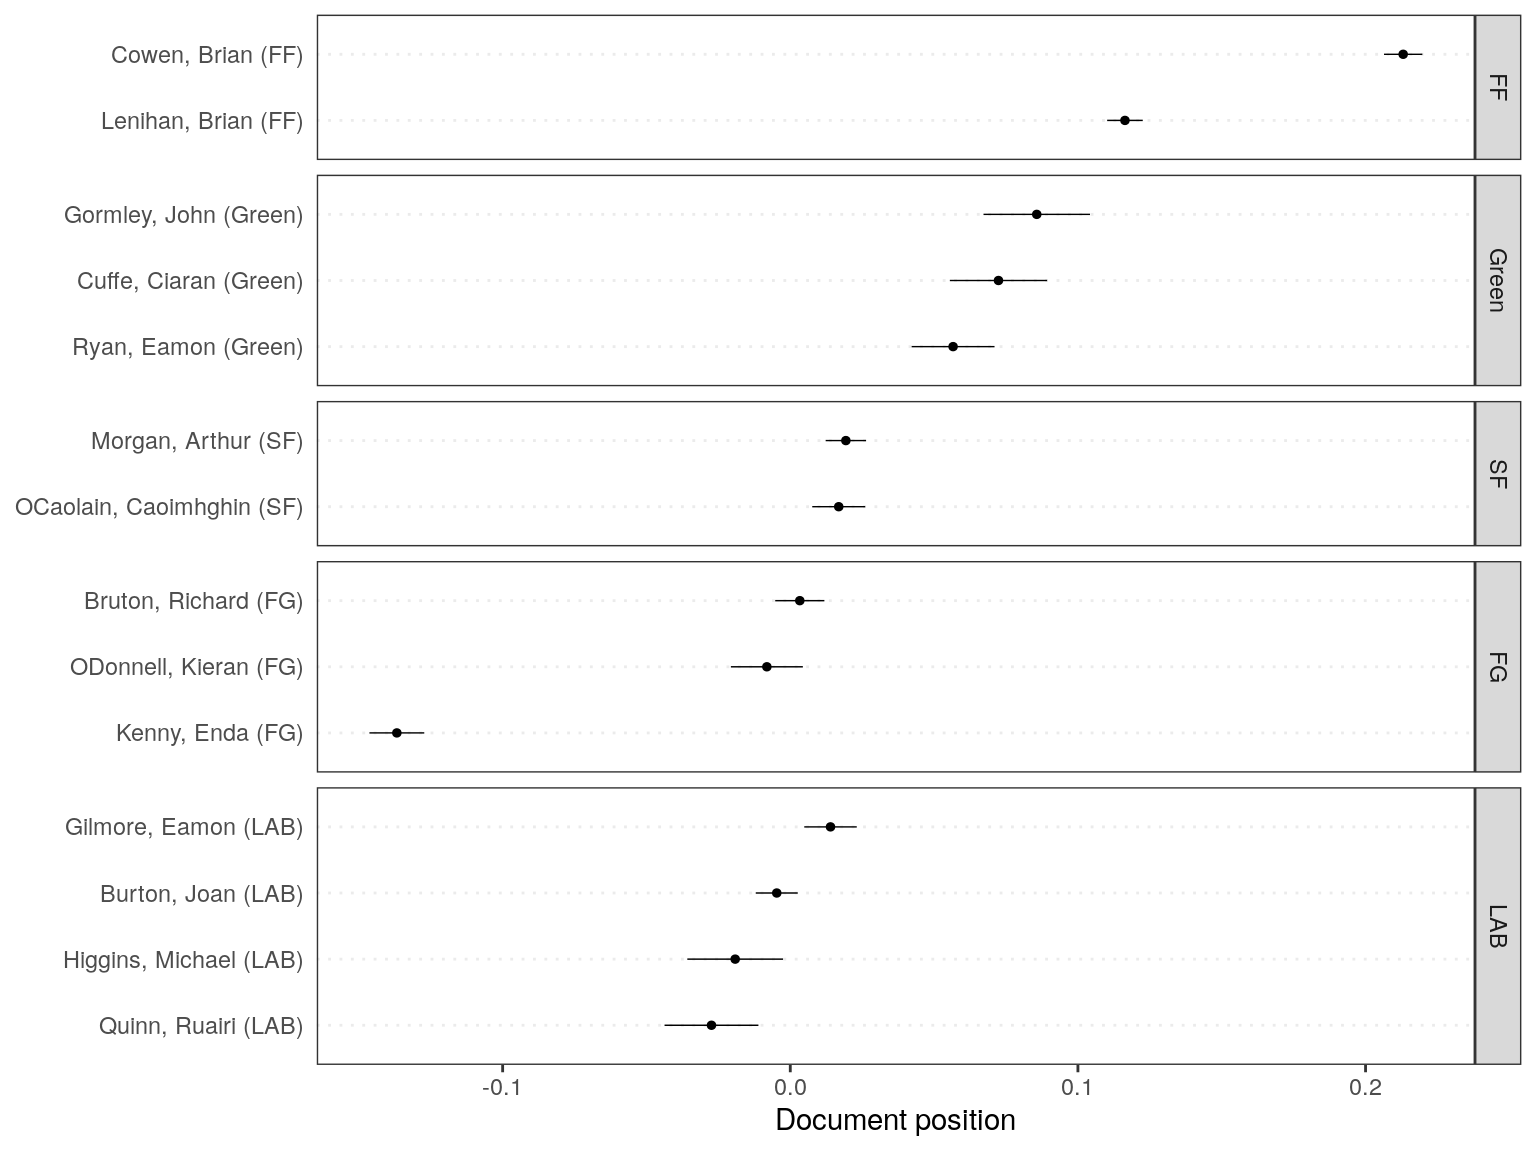 Cowen, Brian (FF)
Lenihan, Brian (FF)
FF
Gormley, John (Green)
Cuffe, Ciaran (Green)
Ryan, Eamon (Green)
Green
Morgan, Arthur (SF)
OCaolain, Caoimhghin (SF)
SF
Bruton, Richard (FG)
ODonnell, Kieran (FG)
Kenny, Enda (FG)
FG
Gilmore, Eamon (LAB)
Burton, Joan (LAB)
Higgins, Michael (LAB)
Quinn, Ruairi (LAB)
LAB
-0.1 0.0 0.1 0.2
Document position